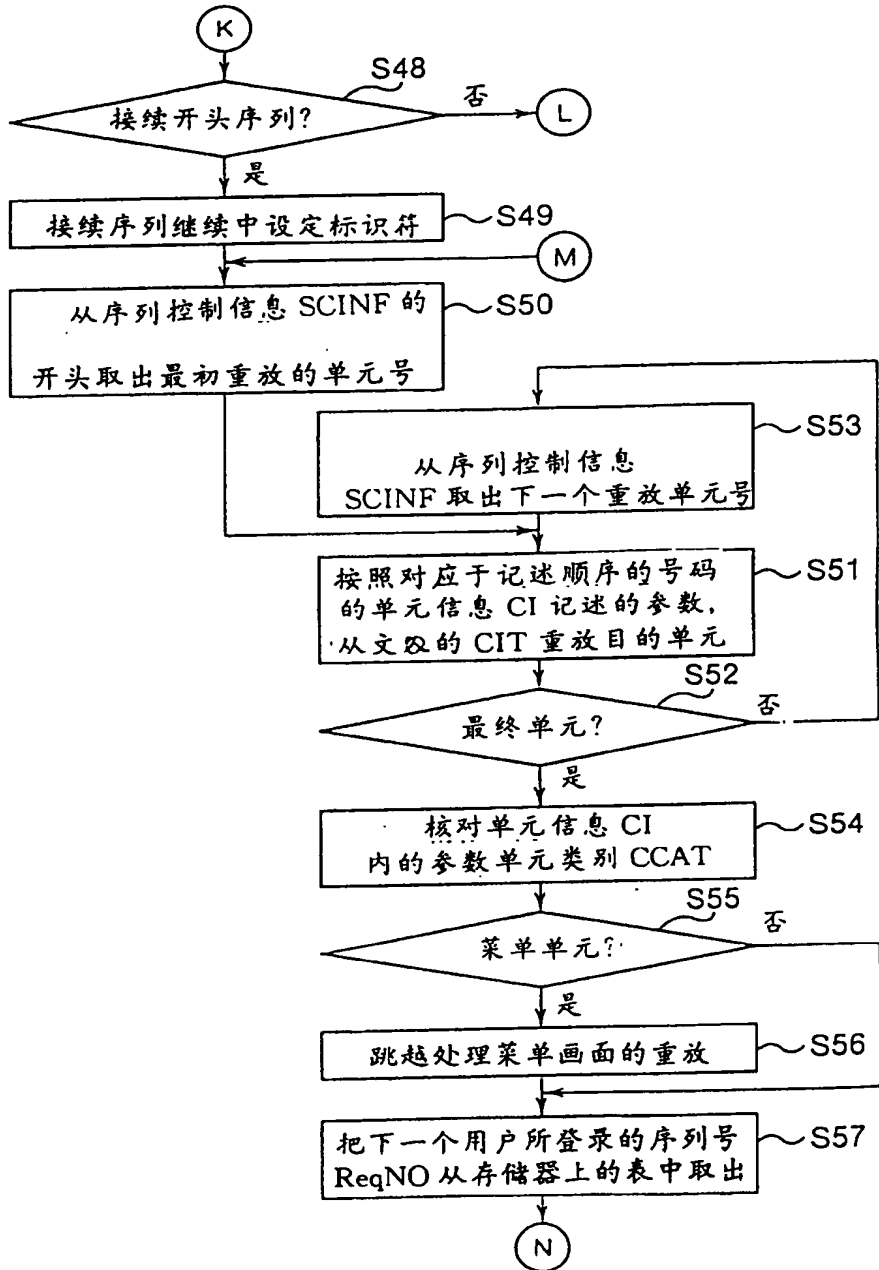 K
S48
接续开头序列?
否
L
是
接续序列继续中设定标识符
S49
M
从序列控制信息 SCINF 的
开头取出最初重放的单元号
S50
S53
从序列控制信息
SCINF 取出下一个重放单元号
按照对应于记述顺序的号码
的单元信息 CI 记述的参数,
从文级的 CIT 重放目的单元
S51
S52
最终单元?
否
是
核对单元信息 CI
内的参数单元类别 CCAT
S54
S55
菜单单元?
否
是
跳越处理菜单画面的重放
S56
把下一个用户所登录的序列号
ReqNO 从存储器上的表中取出
S57
N